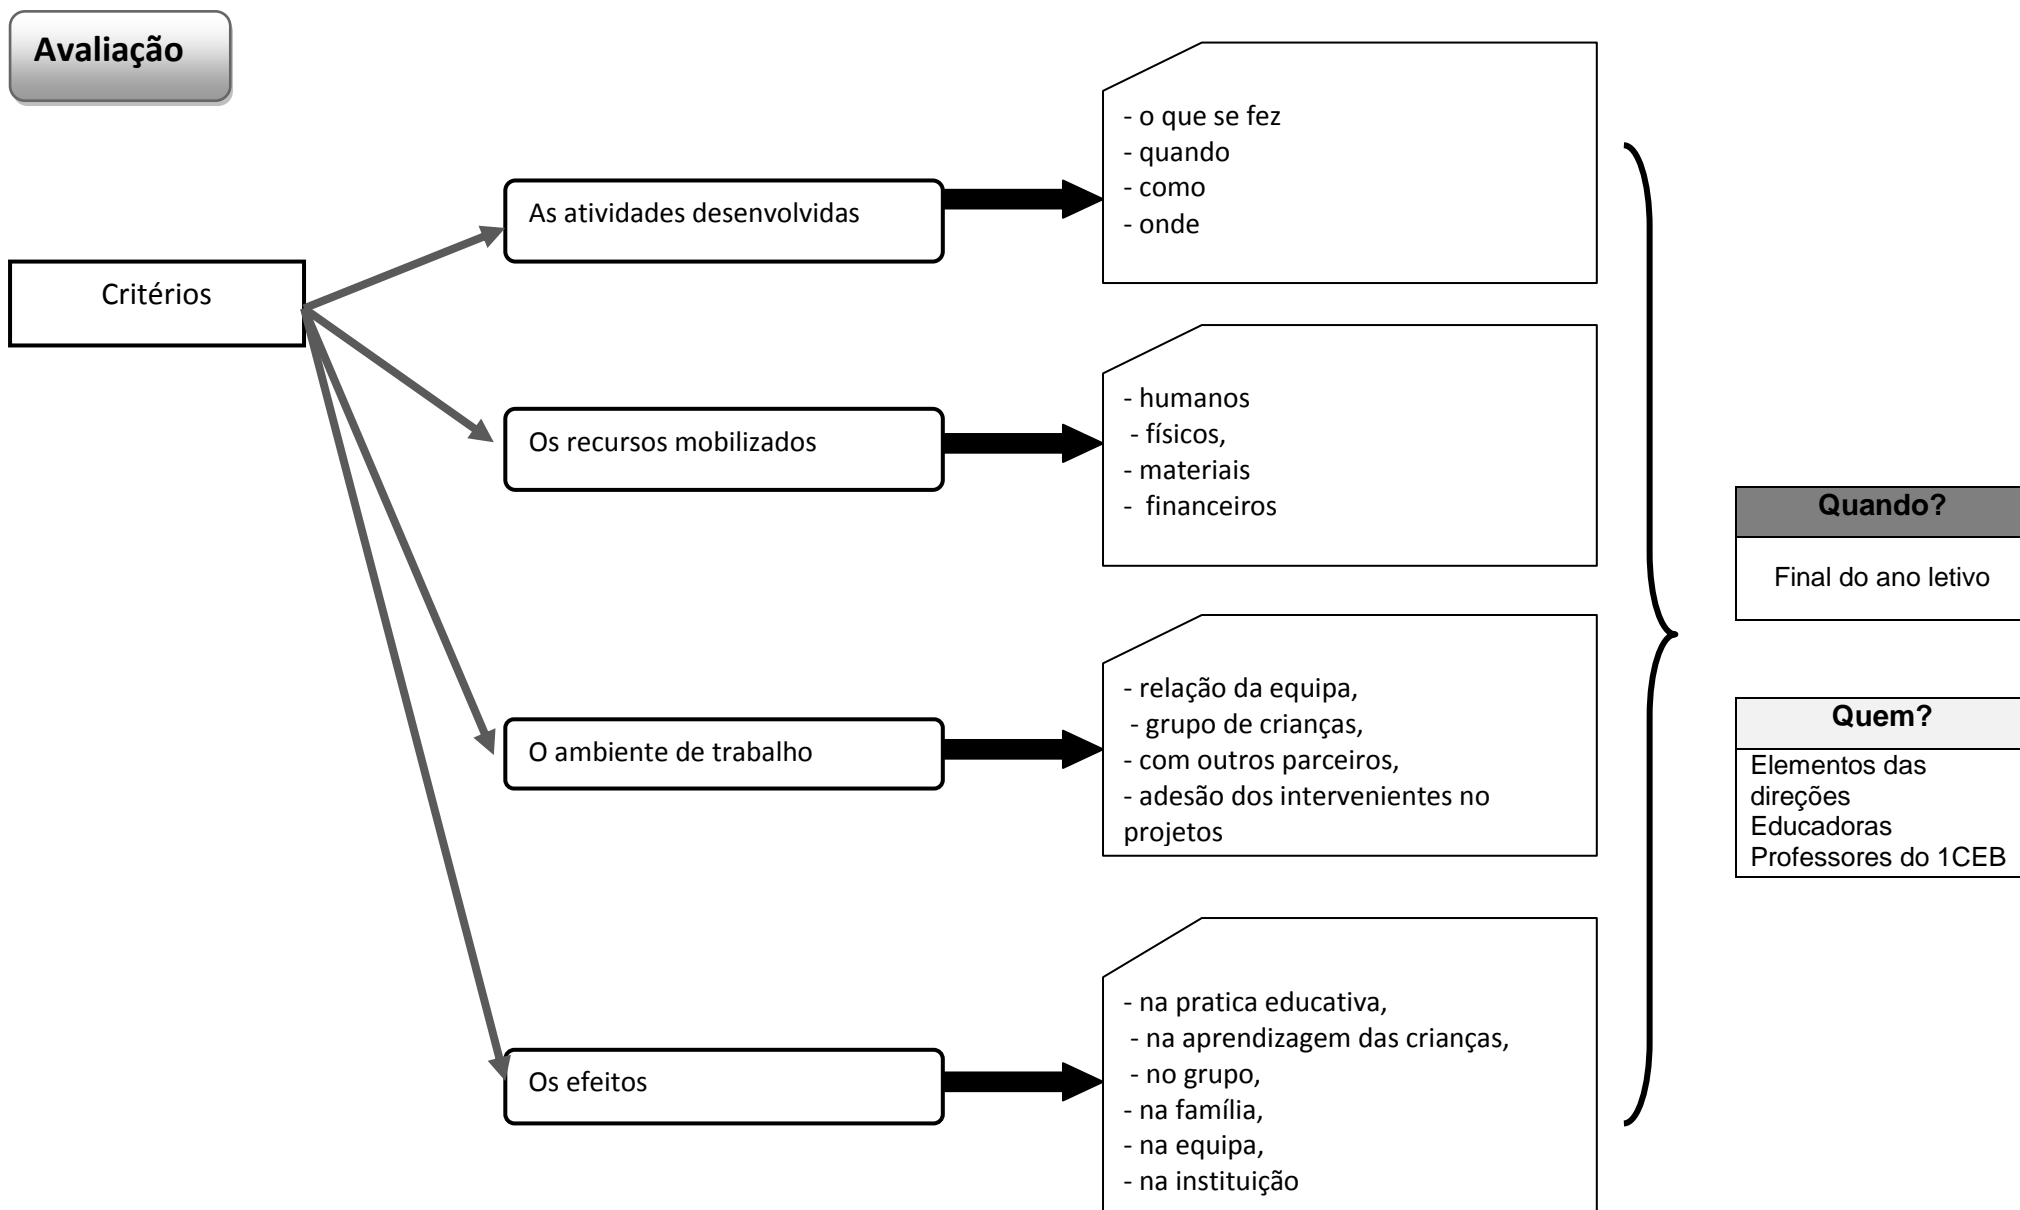 Avaliação
Critérios
As atividades desenvolvidas
- o que se fez
- quando
- como
- onde
Os recursos mobilizados
- humanos
- físicos,
- materiais
-  financeiros
O ambiente de trabalho
- relação da equipa,
- grupo de crianças,
- com outros parceiros,
- adesão dos intervenientes no
projetos
Os efeitos
- na pratica educativa,
- na aprendizagem das crianças,
- no grupo,
- na família,
- na equipa,
- na instituição
Quando?
Final do ano letivo
Quem?
Elementos das
direções
Educadoras
Professores do 1CEB